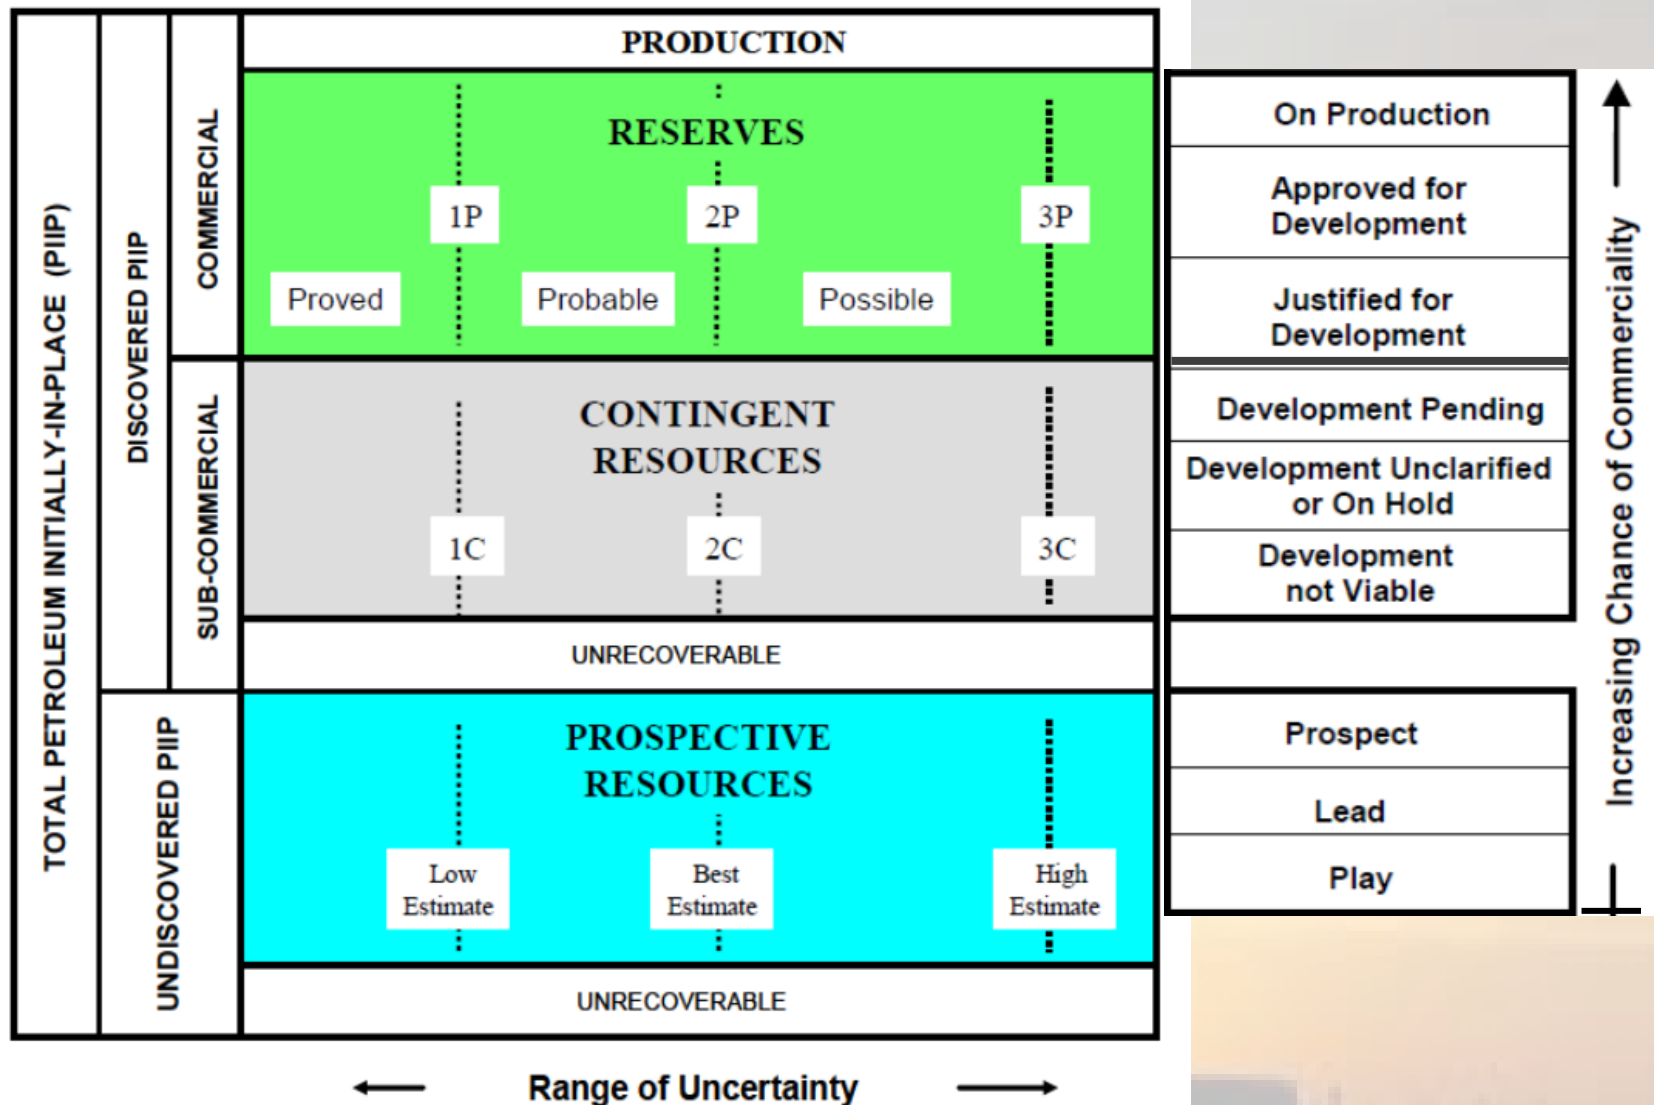 TOTAL PETROLEUM INITIALLY-IN-PLACE (PIIP)
DISCOVERED PIIP
COMMERCIAL
SUB-COMMERCIAL
UNDISCOVERED PIIP
PRODUCTION
RESERVES
1P
2P
3P
Proved
Probable
Possible
CONTINGENT
RESOURCES
1C
2C
3C
UNRECOVERABLE
PROSPECTIVE
RESOURCES
Low
Estimate
Best
Estimate
High
Estimate
UNRECOVERABLE
Range of Uncertainty
On Production
Approved for
Development
Justified for
Development
Development Pending
Development Unclarified
or On Hold
Development
not Viable
Prospect
Lead
Play
Increasing Chance of Commerciality